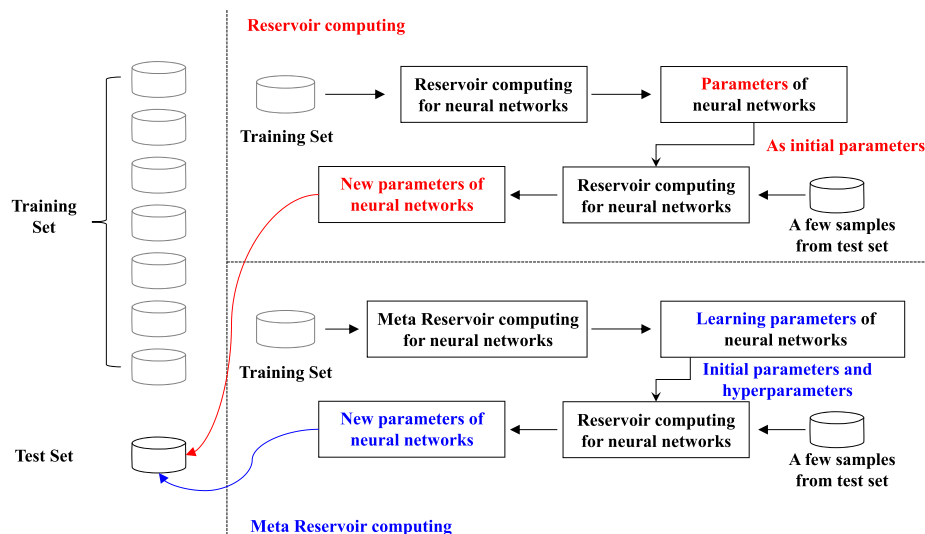 Training
Set
Test Set
Reservoir computing
Training Set
Reservoir computing
for neural networks
Parameters of
neural networks
As initial parameters
New parameters of
neural networks
Reservoir computing
for neural networks
A few samples
from test set
Training Set
Meta Reservoir computing
for neural networks
Learning parameters of
neural networks
Initial parameters and
hyperparameters
New parameters of
neural networks
Reservoir computing
for neural networks
A few samples
from test set
Meta Reservoir computing